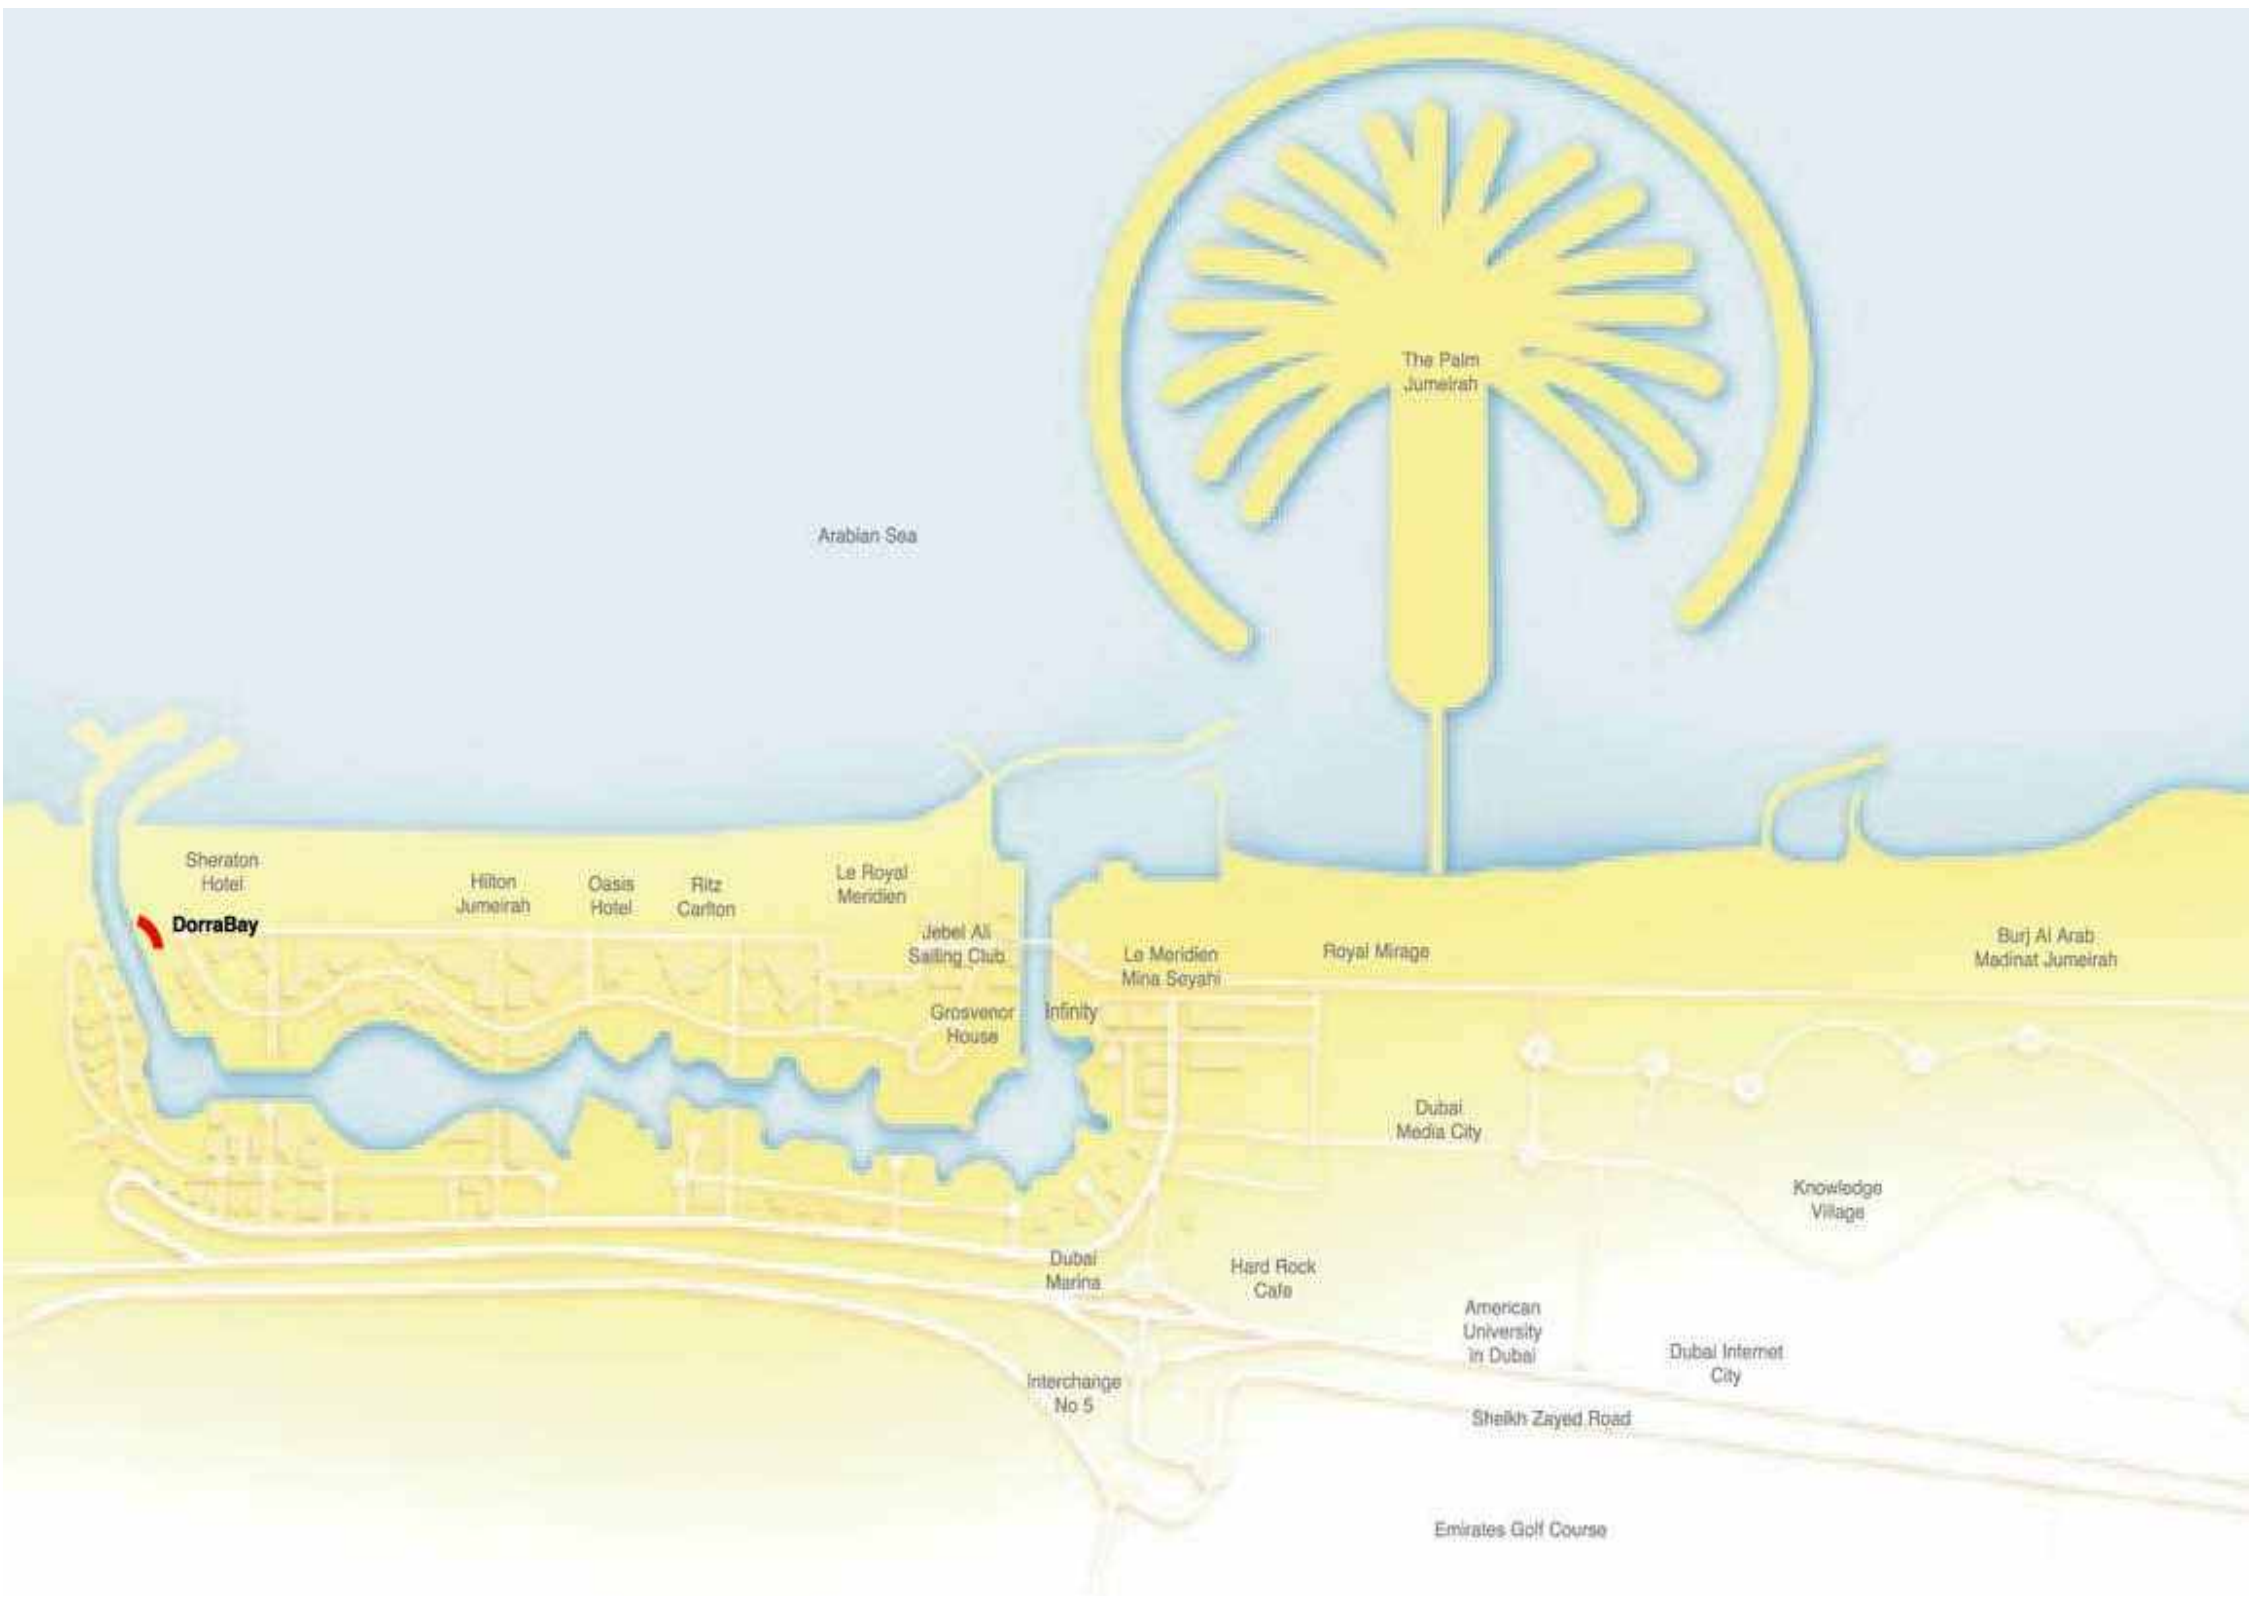 The Palm
Jumeirah
Arabian Sea
Sheraton
Hotel
DorraBay
Hilton
Jumeirah
Oasis
Hotel
Ritz
Carlton
Le Royal
Meridien
Jebel Ali
Sailing Club
Le Meridien
Mina Seyahi
Royal Mirage
Burj Al Arab
Madinat Jumeirah
Grosvenor
House
Infinity
Dubai
Media City
Knowledge
Village
Dubai
Marina
Hard Rock
Cafe
American
University
in Dubai
Dubai Internet
City
Interchange
No 5
Sheikh Zayed Road
Emirates Golf Course